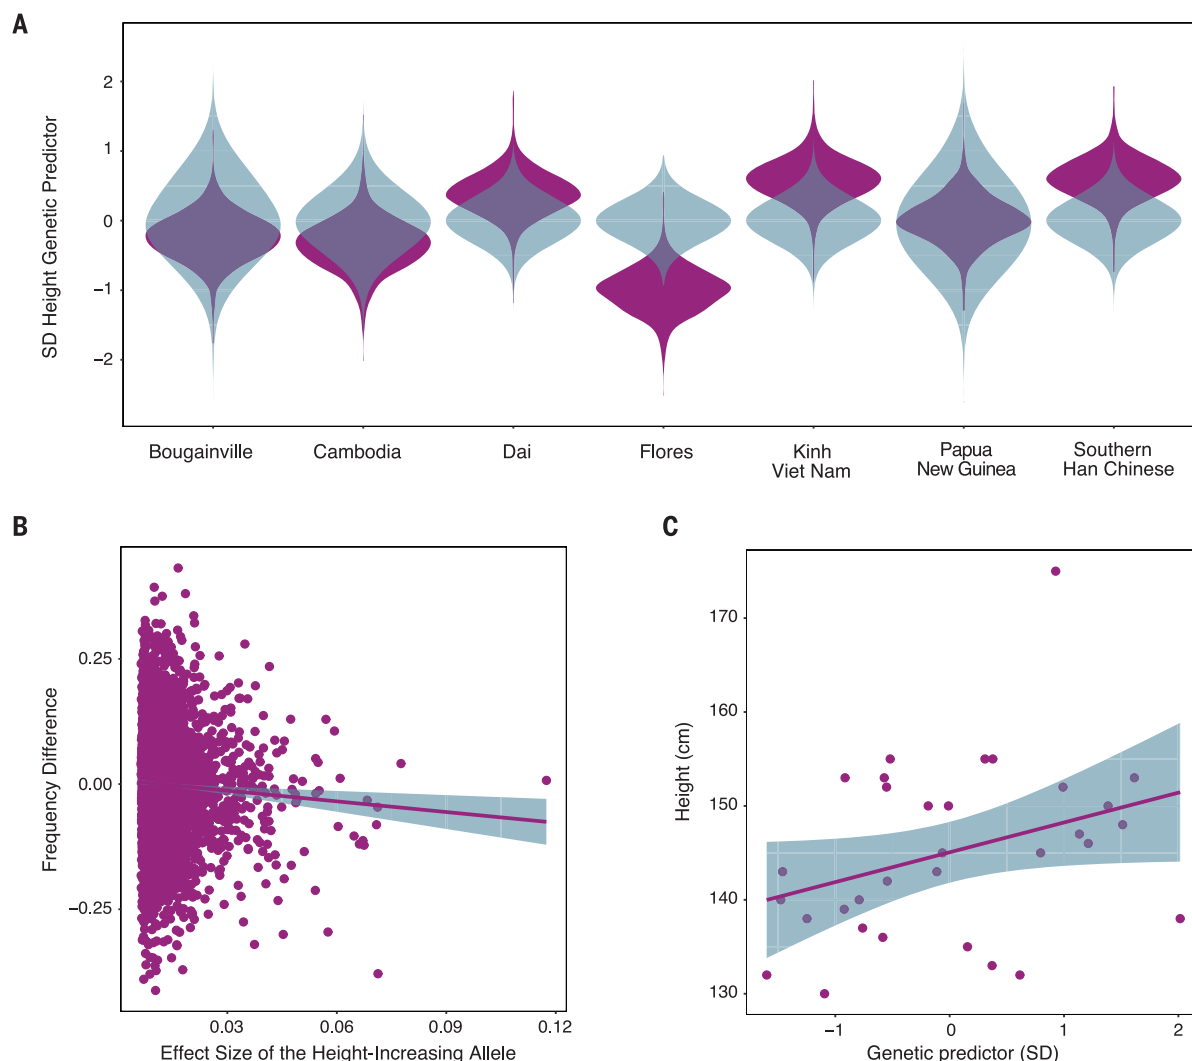 A
SD Height Genetic Predictor
2
1
0
−1
−2
Bougainville
Cambodia
Dai
Flores
Kinh
Viet Nam
Papua
New Guinea
Southern
Han Chinese
B
Frequency Difference
0.25
0.00
−0.25
0.03
0.06
0.09
0.12
Effect Size of the Height-Increasing Allele
C
Height (cm)
170
160
150
140
130
−1
0
1
2
Genetic predictor (SD)